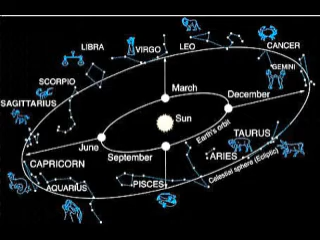 LIBRA
VIRGO
LEO
CANCER
GEMINI
SCORPIO
SAGITTARIUS
March
December
Sun
Earth's orbit
June
September
TAURUS
ARIES
CAPRICORN
AQUARIUS
PISCES
Celestial sphere (Ecliptic)